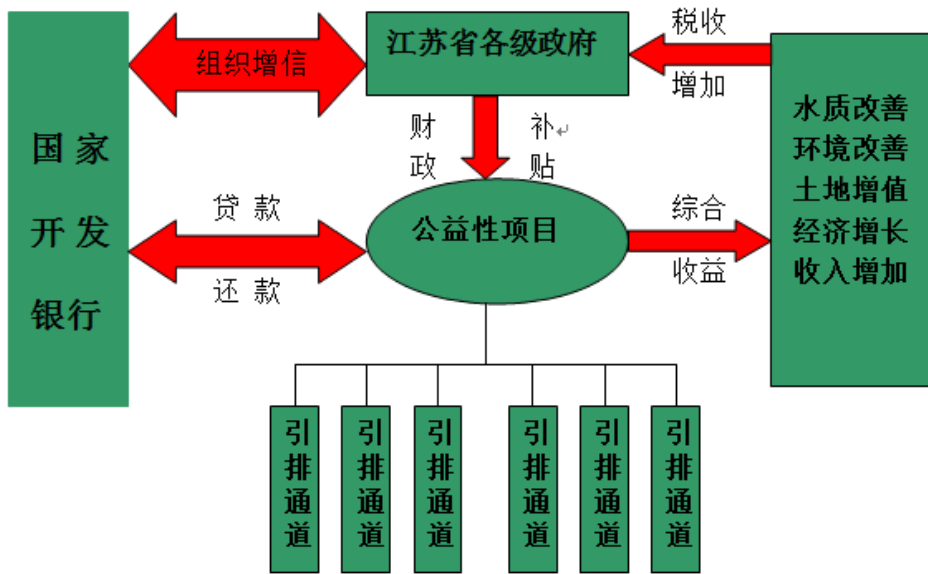 国家
开发
银行
组织增信
江苏省各级政府
税收
增加
财 补
政 贴
贷款
还款
公益性项目
综合
收益
水质改善
环境改善
土地增值
经济增长
收入增加
引排通道
引排通道
引排通道
引排通道
引排通道
引排通道